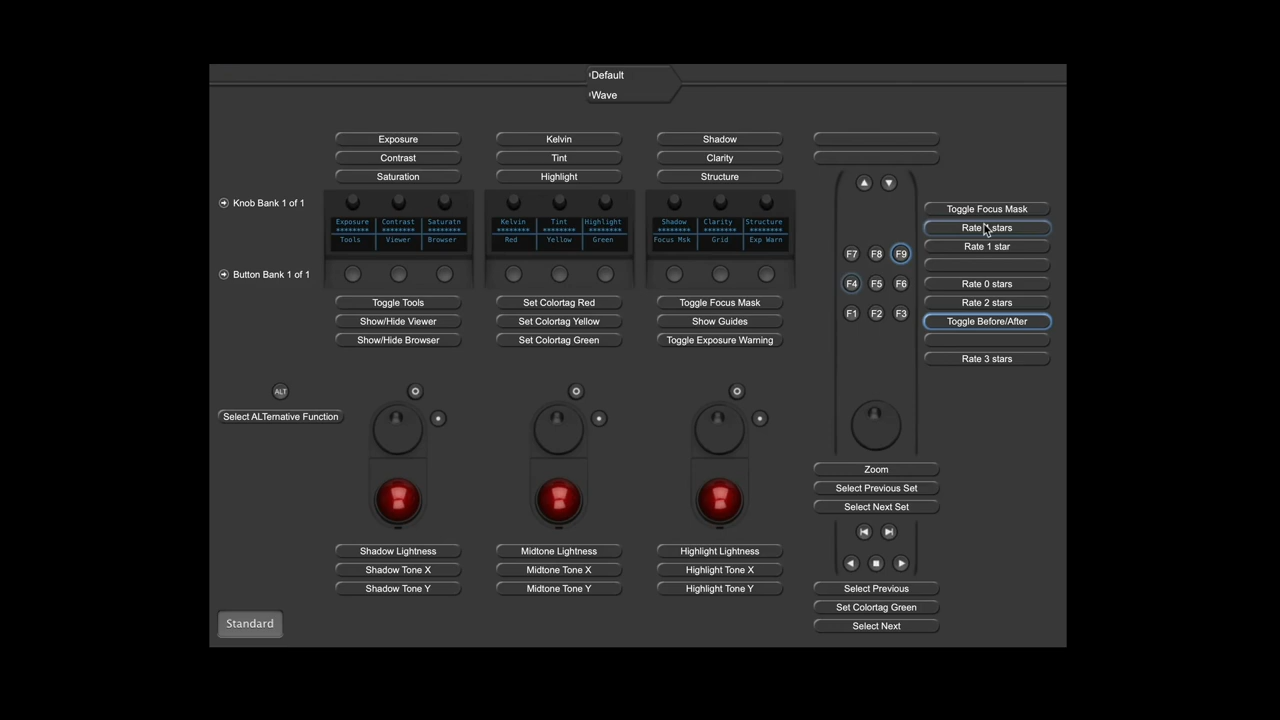 Default
Wave
Exposure
Contrast
Saturation
Kelvin
Tint
Highlight
Shadow
Clarity
Structure
Knob Bank 1 of 1
Exposure Contrast Saturatn
******** ******** ********
Tools Viewer Browser
Kelvin Tint Highlight
******** ******** ********
Red Yellow Green
Shadow Clarity Structure
******** ******** ********
Focus Msk Grid Exp Warn
Button Bank 1 of 1
Toggle Tools
Show/Hide Viewer
Show/Hide Browser
Set Colortag Red
Set Colortag Yellow
Set Colortag Green
Toggle Focus Mask
Show Guides
Toggle Exposure Warning
F7 F8 F9
F4 F5 F6
F1 F2 F3
Toggle Focus Mask
Rate stars
Rate 1 star
Rate 0 stars
Rate 2 stars
Toggle Before/After
Rate 3 stars
ALT
Select ALTernative Function
Shadow Lightness
Shadow Tone X
Shadow Tone Y
Midtone Lightness
Midtone Tone X
Midtone Tone Y
Highlight Lightness
Highlight Tone X
Highlight Tone Y
Zoom
Select Previous Set
Select Next Set
Select Previous
Set Colortag Green
Select Next
Standard